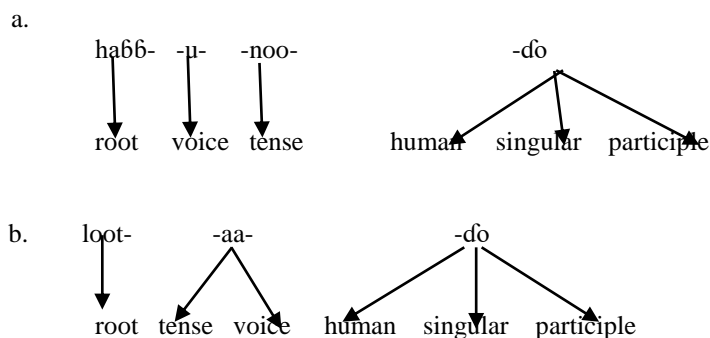 a.
haɓɓ- -u- -noo- -ɗo
root voice tense human singular participle
b. loot- -aa- -ɗo
root tense voice human singular participle